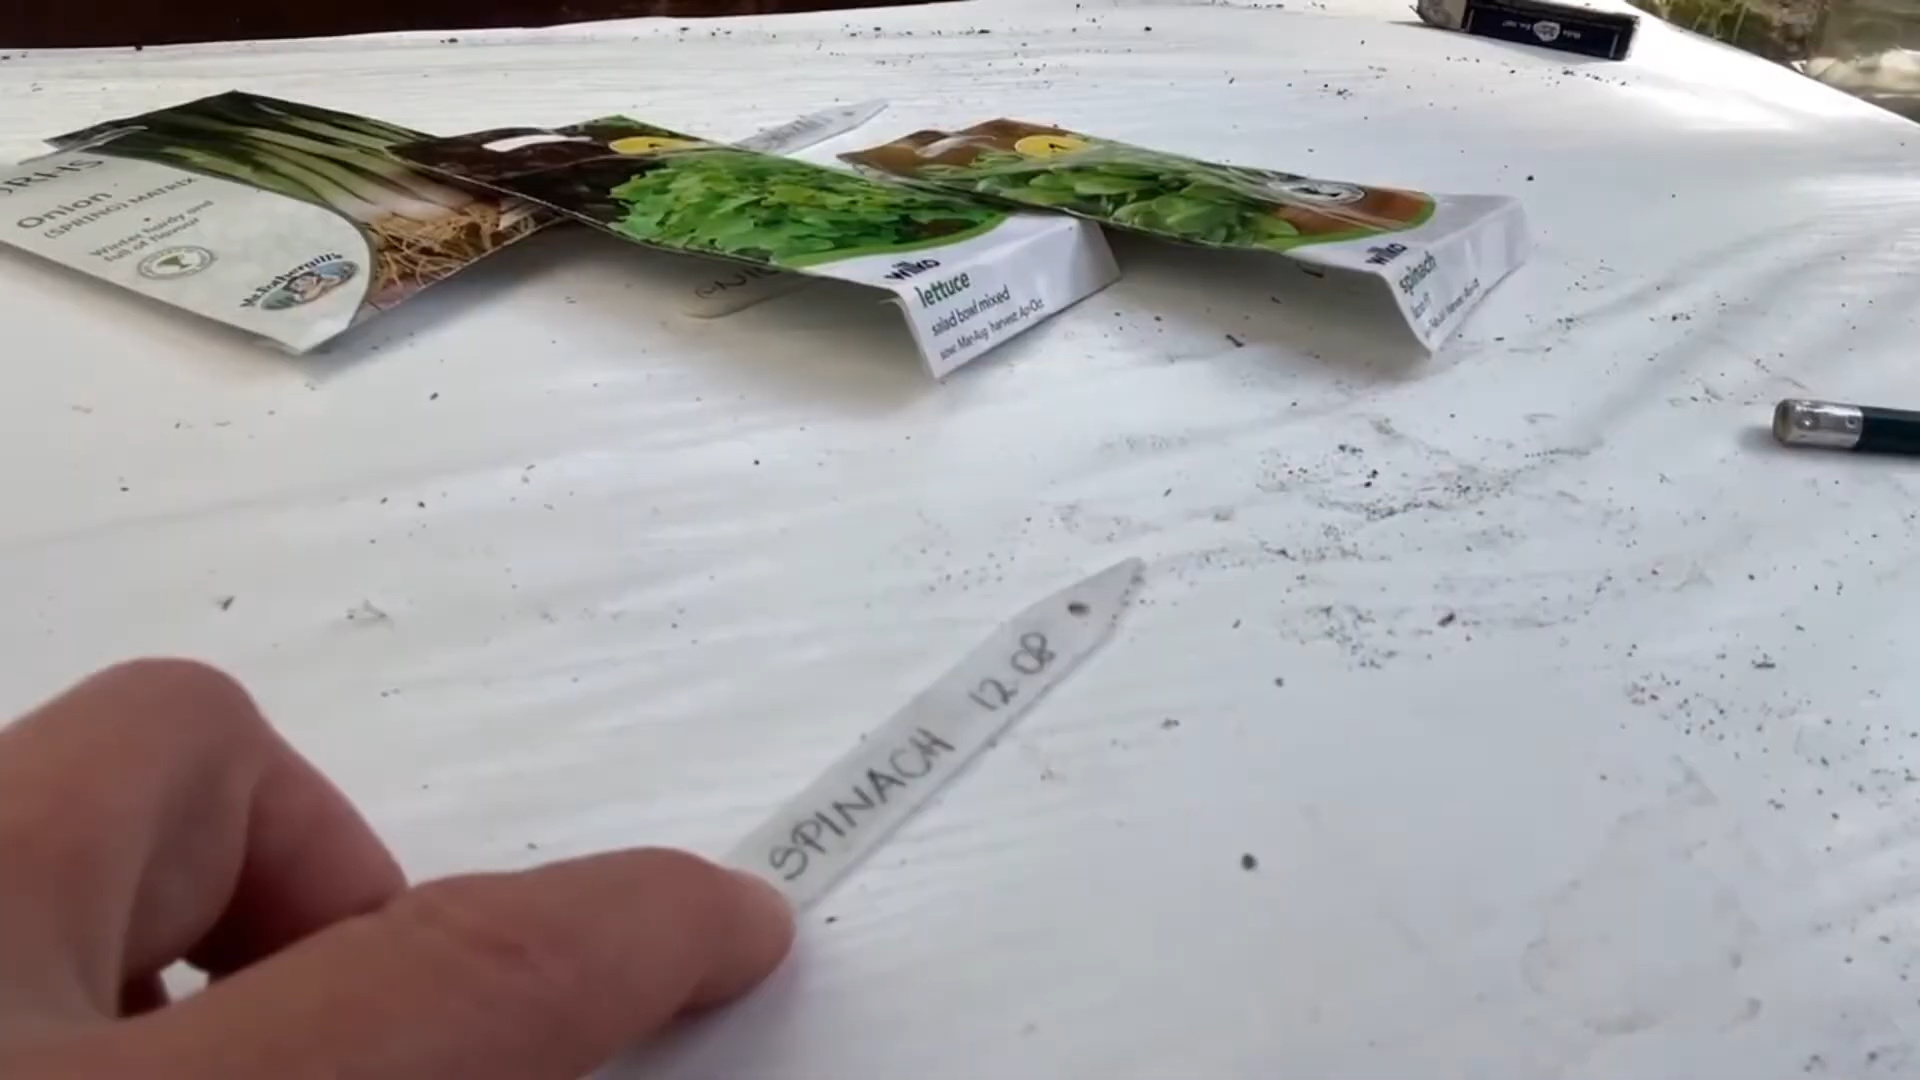 RHS
Onion
(SPRING) MATRIX
Winter hardy and
full of flavour
Mr Fothergill's
wilko
lettuce
salad bowl mixed
sow: Mar-Aug harvest: Apr-Oct
wilko
spinach
SPINACH 12.08